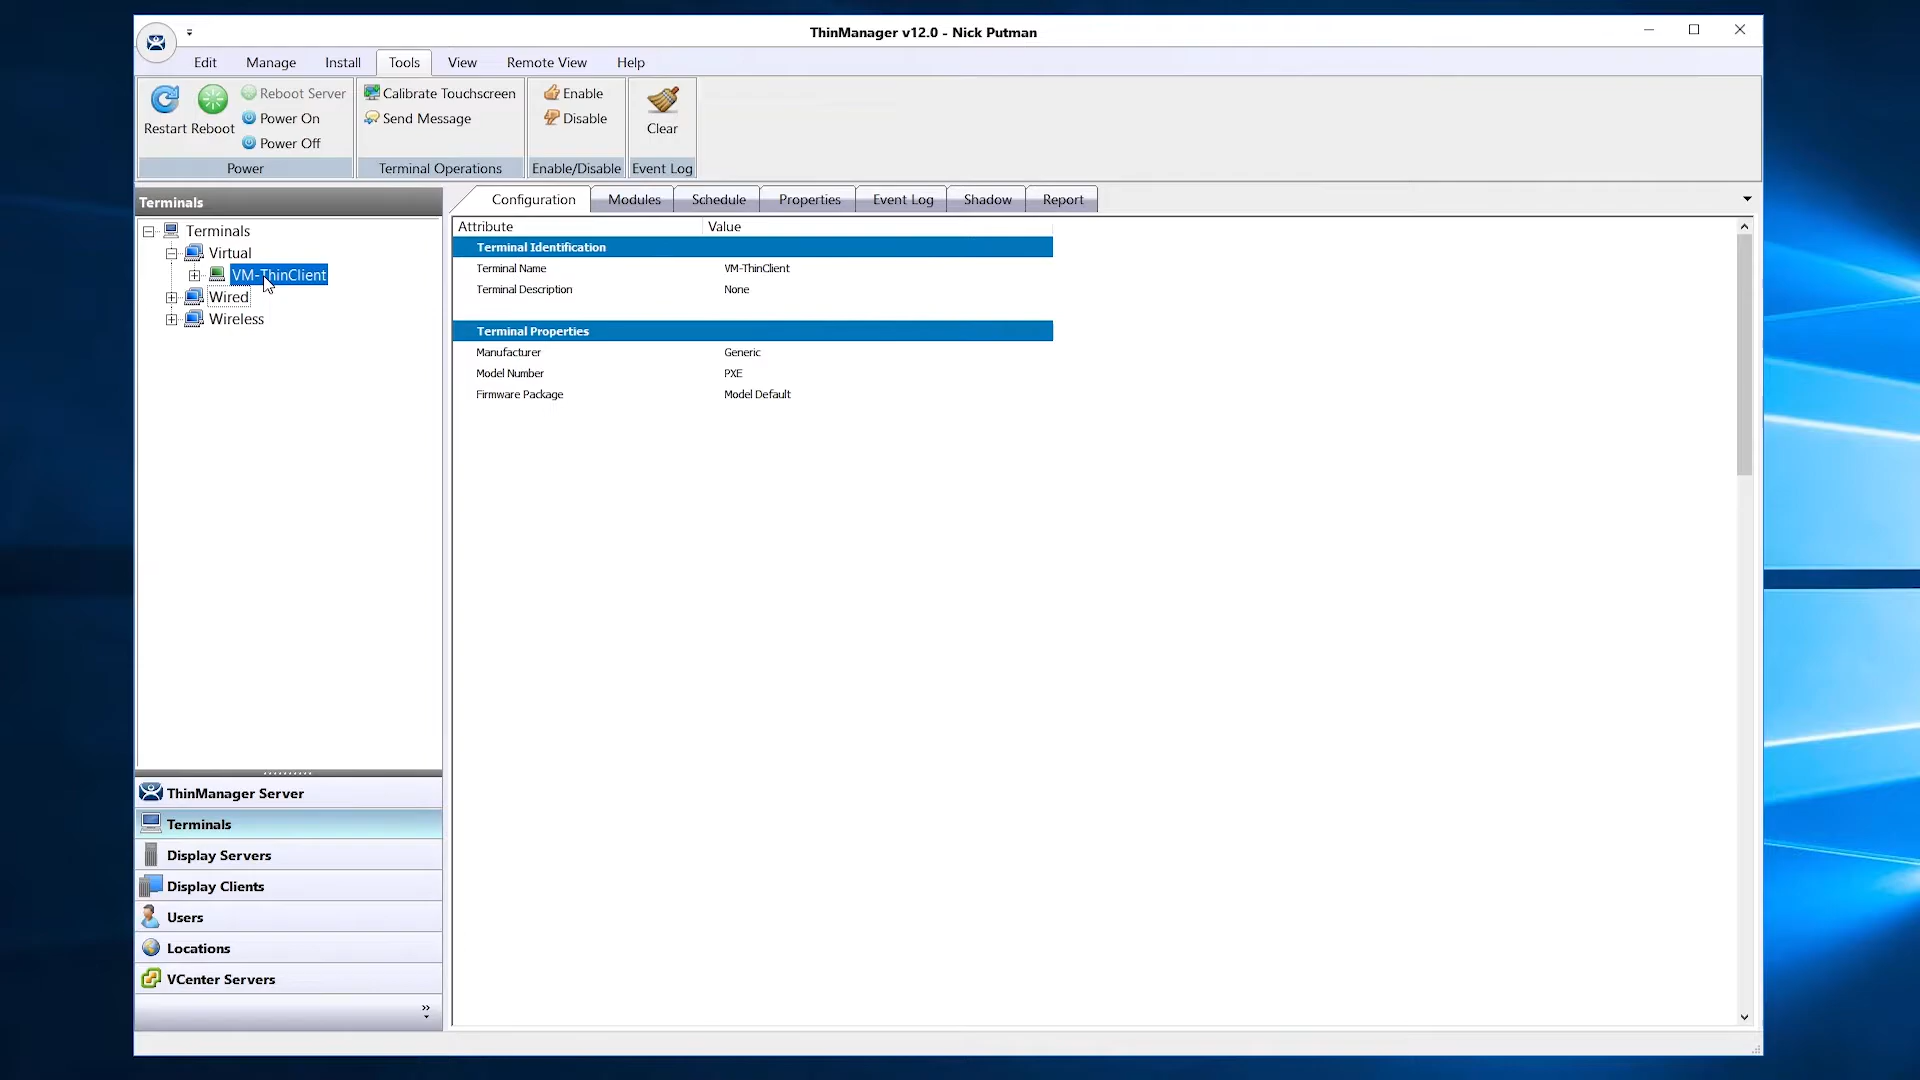 ThinManager v12.0 - Nick Putman
Edit Manage Install Tools View Remote View Help
Restart Reboot Reboot Server Power On Power Off
Calibrate Touchscreen
Send Message
Enable
Disable
Clear
Power Terminal Operations Enable/Disable Event Log
Terminals
Configuration Modules Schedule Properties Event Log Shadow Report
Terminals
Virtual
VM-ThinClient
Wired
Wireless
Attribute Value
Terminal Identification
Terminal Name VM-ThinClient
Terminal Description None
Terminal Properties
Manufacturer Generic
Model Number PXE
Firmware Package Model Default
ThinManager Server
Terminals
Display Servers
Display Clients
Users
Locations
VCenter Servers